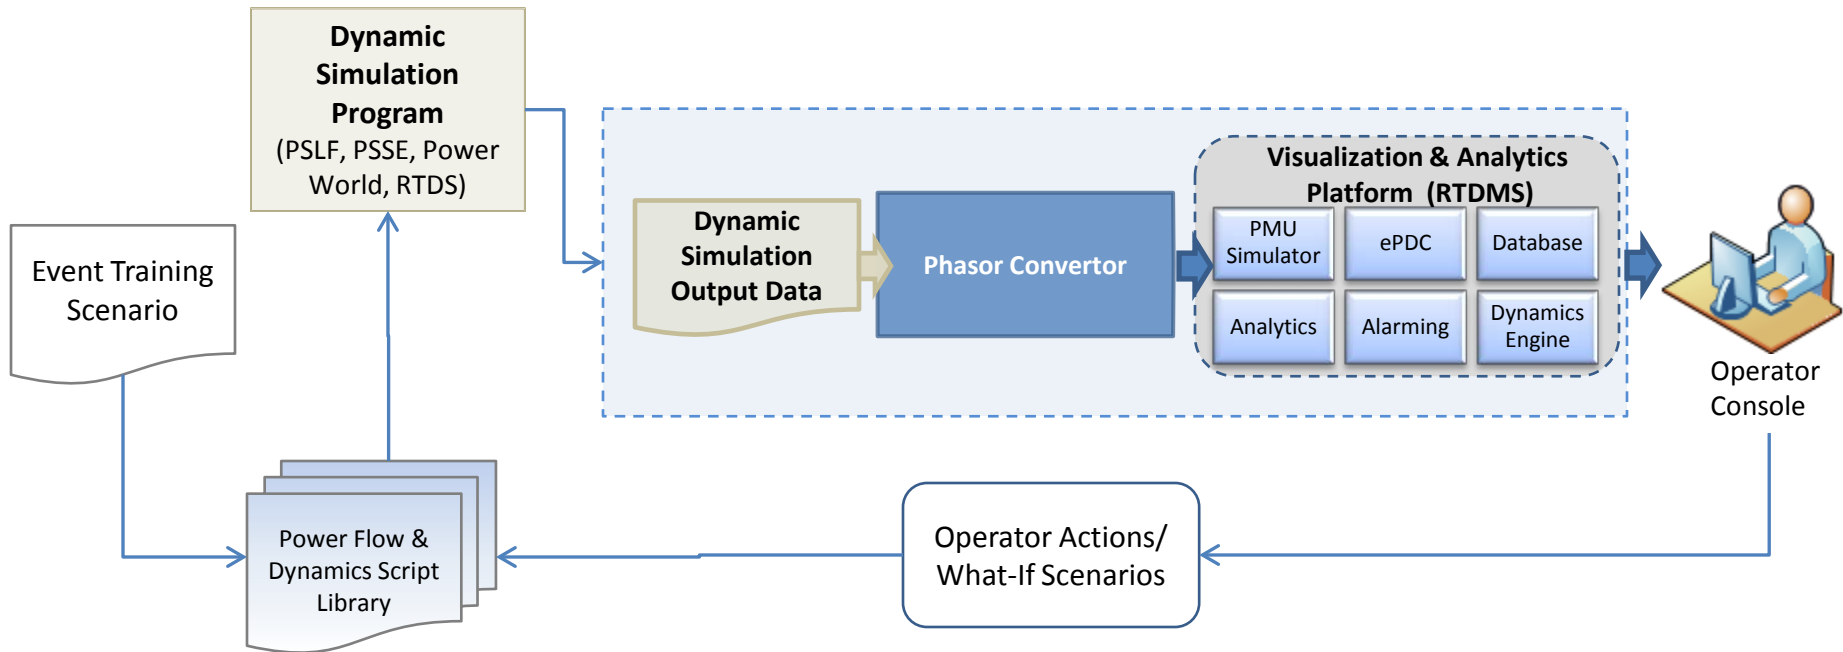 Dynamic
Simulation
Program
(PSLF, PSSE, Power
World, RTDS)
Event Training
Scenario
Dynamic
Simulation
Output Data
Phasor Convertor
Visualization & Analytics
Platform (RTDMS)
PMU
Simulator
ePDC
Database
Analytics
Alarming
Dynamics
Engine
Operator
Console
Power Flow &
Dynamics Script
Library
Operator Actions/
What-If Scenarios